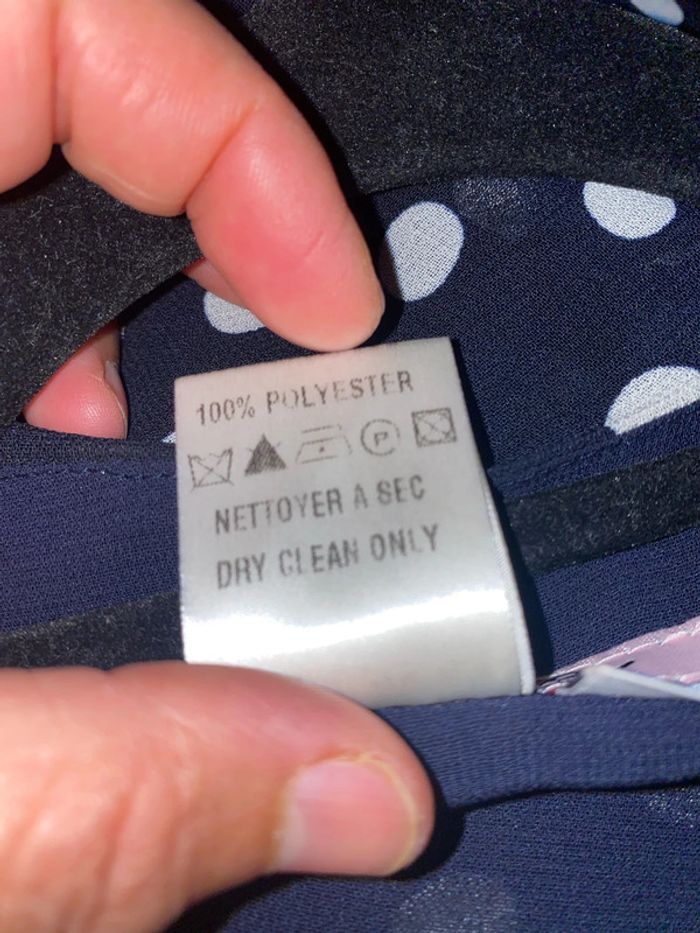 100% POLYESTER
P
NETTOYER A SEC
DRY CLEAN ONLY